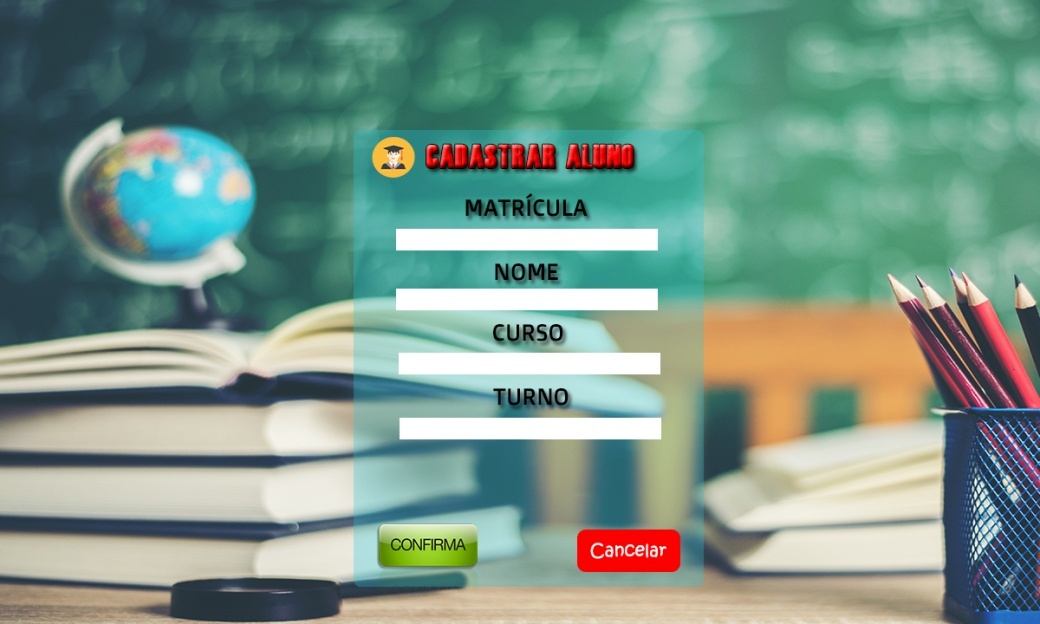 CADASTRAR ALUNO
MATRÍCULA
NOME
CURSO
TURNO
CONFIRMA
Cancelar